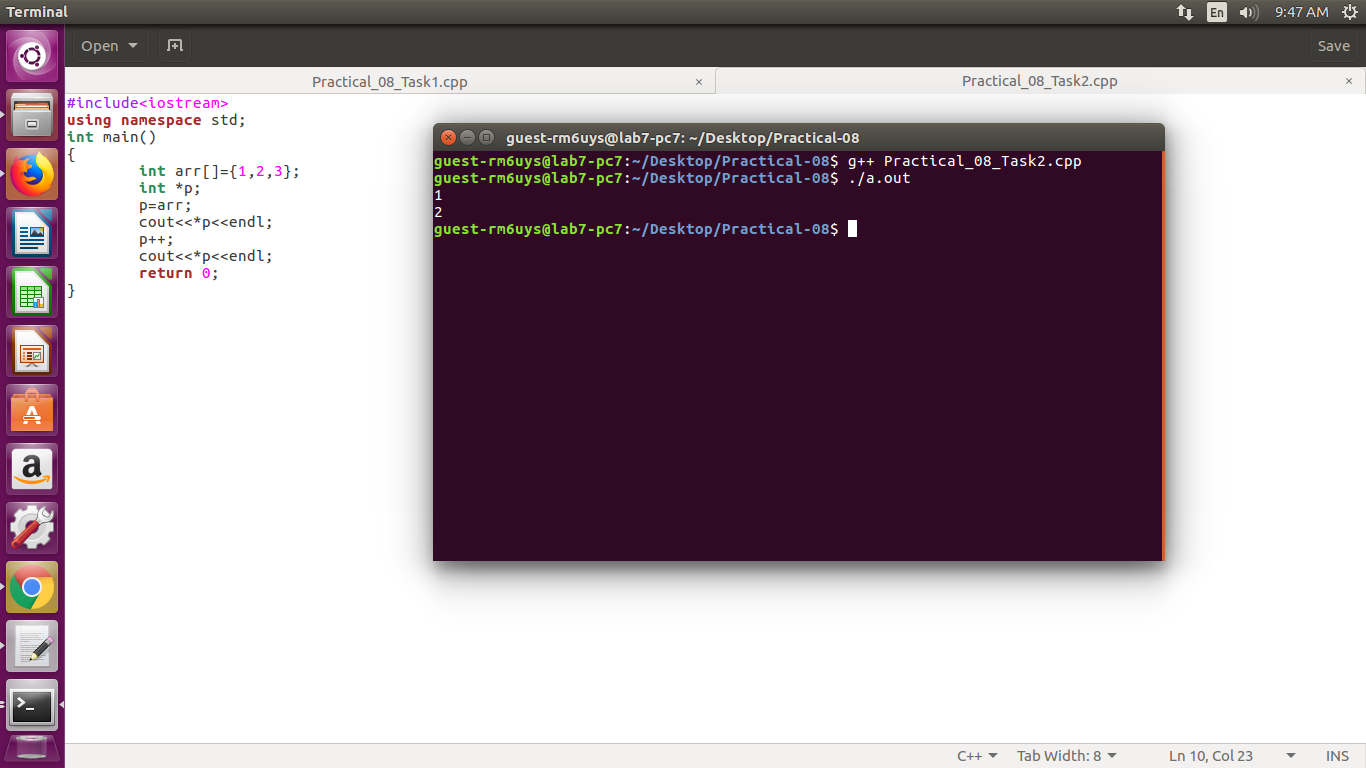 Terminal
En
9:47 AM
Open
Save
Practical_08_Task1.cpp ×
Practical_08_Task2.cpp ×
#include<iostream>
using namespace std;
int main()
{
int arr[]={1,2,3};
int *p;
p=arr;
cout<<*p<<endl;
p++;
cout<<*p<<endl;
return 0;
}
guest-rm6uys@lab7-pc7: ~/Desktop/Practical-08
guest-rm6uys@lab7-pc7:~/Desktop/Practical-08$ g++ Practical_08_Task2.cpp
guest-rm6uys@lab7-pc7:~/Desktop/Practical-08$ ./a.out
1
2
guest-rm6uys@lab7-pc7:~/Desktop/Practical-08$
C++ Tab Width: 8 Ln 10, Col 23 INS